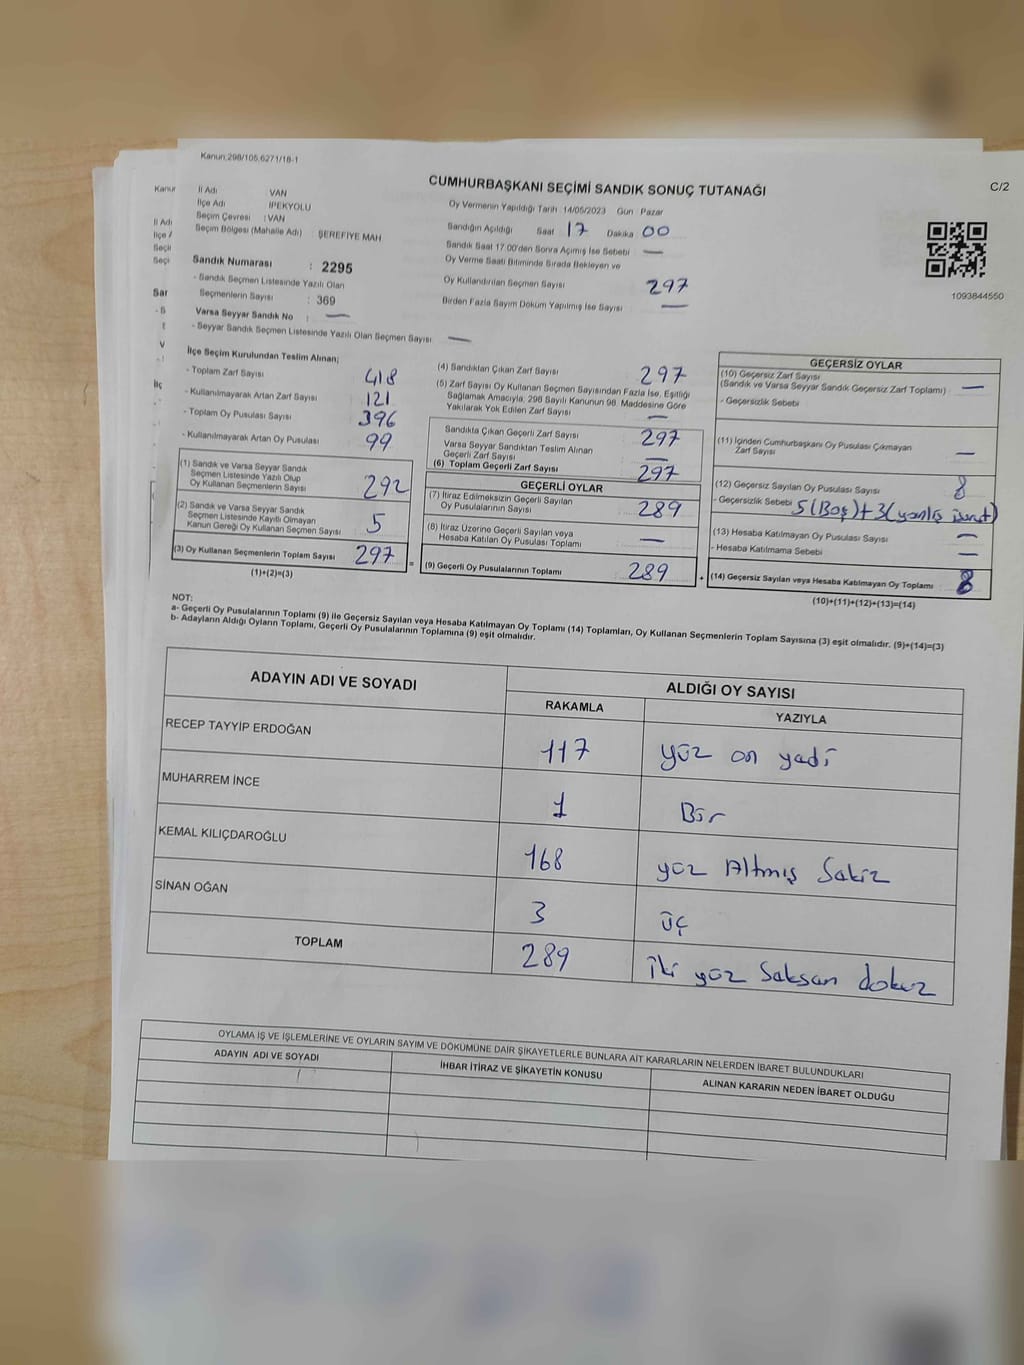 Kanun:298/105,6271/18-1
C/2
CUMHURBAŞKANI SEÇİMİ SANDIK SONUÇ TUTANAĞI
İl Adı VAN
İlçe Adı İPEKYOLU
Seçim Çevresi : VAN
Seçim Bölgesi (Mahalle Adı) : ŞEREFİYE MAH
Sandık Numarası : 2295
- Sandık Seçmen Listesinde Yazılı Olan
Seçmenlerin Sayısı : 369
Varsa Seyyar Sandık No : —
- Seyyar Sandık Seçmen Listesinde Yazılı Olan Seçmen Sayısı —
Oy Vermenin Yapıldığı Tarih 14/05/2023 Gün Pazar
Sandığın Açıldığı Saat 17 Dakika 00
Sandık Saat 17.00'den Sonra Açılmış İse Sebebi —
Oy Verme Saati Bitiminde Sırada Bekleyen ve
Oy Kullandırılan Seçmen Sayısı 297
Birden Fazla Sayım Döküm Yapılmış İse Sayısı —
1093844550
İlçe Seçim Kurulundan Teslim Alınan;
- Toplam Zarf Sayısı 418
- Kullanılmayarak Artan Zarf Sayısı 121
- Toplam Oy Pusulası Sayısı 396
- Kullanılmayarak Artan Oy Pusulası 99
(1) Sandık ve Varsa Seyyar Sandık
Seçmen Listesinde Yazılı Olup
Oy Kullanan Seçmenlerin Sayısı 292
(2) Sandık ve Varsa Seyyar Sandık
Seçmen Listesinde Kayıtlı Olmayan
Kanun Gereği Oy Kullanan Seçmen Sayısı 5
(3) Oy Kullanan Seçmenlerin Toplam Sayısı 297
(1)+(2)=(3)
(4) Sandıktan Çıkan Zarf Sayısı 297
(5) Zarf Sayısı Oy Kullanan Seçmen Sayısından Fazla İse, Eşitliği
Sağlamak Amacıyla, 298 Sayılı Kanunun 98. Maddesine Göre
Yakılarak Yok Edilen Zarf Sayısı —
Sandıkta Çıkan Geçerli Zarf Sayısı 297
Varsa Seyyar Sandıktan Teslim Alınan
Geçerli Zarf Sayısı —
(6) Toplam Geçerli Zarf Sayısı 297
GEÇERLİ OYLAR
(7) İtiraz Edilmeksizin Geçerli Sayılan
Oy Pusulalarının Sayısı 289
(8) İtiraz Üzerine Geçerli Sayılan veya
Hesaba Katılan Oy Pusulası Toplamı —
(9) Geçerli Oy Pusulalarının Toplamı 289
GEÇERSİZ OYLAR
(10) Geçersiz Zarf Sayısı
(Sandık ve Varsa Seyyar Sandık Geçersiz Zarf Toplamı) —
- Geçersizlik Sebebi
(11) İçinden Cumhurbaşkanı Oy Pusulası Çıkmayan
Zarf Sayısı —
(12) Geçersiz Sayılan Oy Pusulası Sayısı 8
- Geçersizlik Sebebi 5(Boş)+3(yanlış
(13) Hesaba Katılmayan Oy Pusulası Sayısı —
- Hesaba Katılmama Sebebi —
(14) Geçersiz Sayılan veya Hesaba Katılmayan Oy Toplamı 8
(10)+(11)+(12)+(13)=(14)
NOT:
a- Geçerli Oy Pusulalarının Toplamı (9) ile Geçersiz Sayılan veya Hesaba Katılmayan Oy Toplamı (14) Toplamları, Oy Kullanan Seçmenlerin Toplam Sayısına (3) eşit olmalıdır. (9)+(14)=(3)
b- Adayların Aldığı Oyların Toplamı, Geçerli Oy Pusulalarının Toplamına (9) eşit olmalıdır.
ADAYIN ADI VE SOYADI ALDIĞI OY SAYISI
RAKAMLA YAZIYLA
RECEP TAYYİP ERDOĞAN 117 yüz on yedi
MUHARREM İNCE 1 Bir
KEMAL KILIÇDAROĞLU 168 yüz Altmış Sekiz
SİNAN OĞAN 3 üç
TOPLAM 289 İki yüz Seksan dokuz
OYLAMA İŞ VE İŞLEMLERİNE VE OYLARIN SAYIM VE DÖKÜMÜNE DAİR ŞİKAYETLERLE BUNLARA AİT KARARLARIN NELERDEN İBARET BULUNDUKLARI
ADAYIN ADI VE SOYADI İHBAR İTİRAZ VE ŞİKAYETİN KONUSU ALINAN KARARIN NEDEN İBARET OLDUĞU